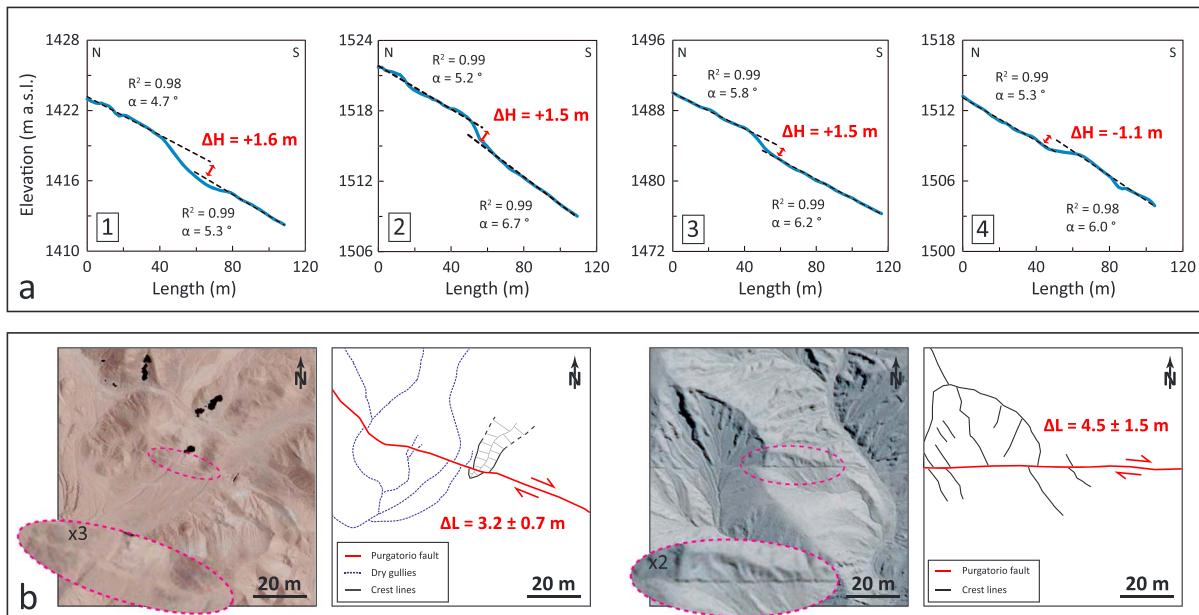 1428
1422
1416
1410
Elevation (m a.s.l.)
N
S
R² = 0.98
α = 4.7 °
ΔH = +1.6 m
R² = 0.99
α = 5.3 °
1
0
40
80
120
Length (m)
1524
1518
1512
1506
N
S
R² = 0.99
α = 5.2 °
ΔH = +1.5 m
R² = 0.99
α = 6.7 °
2
0
40
80
120
Length (m)
1496
1488
1480
1472
N
S
R² = 0.99
α = 5.8 °
ΔH = +1.5 m
R² = 0.99
α = 6.2 °
3
0
40
80
120
Length (m)
1518
1512
1506
1500
N
S
R² = 0.99
α = 5.3 °
ΔH = -1.1 m
R² = 0.98
α = 6.0 °
4
0
40
80
120
Length (m)
a
N
x3
20 m
N
ΔL = 3.2 ± 0.7 m
Purgatorio fault
Dry gullies
Crest lines
20 m
N
x2
20 m
N
ΔL = 4.5 ± 1.5 m
Purgatorio fault
Crest lines
20 m
b